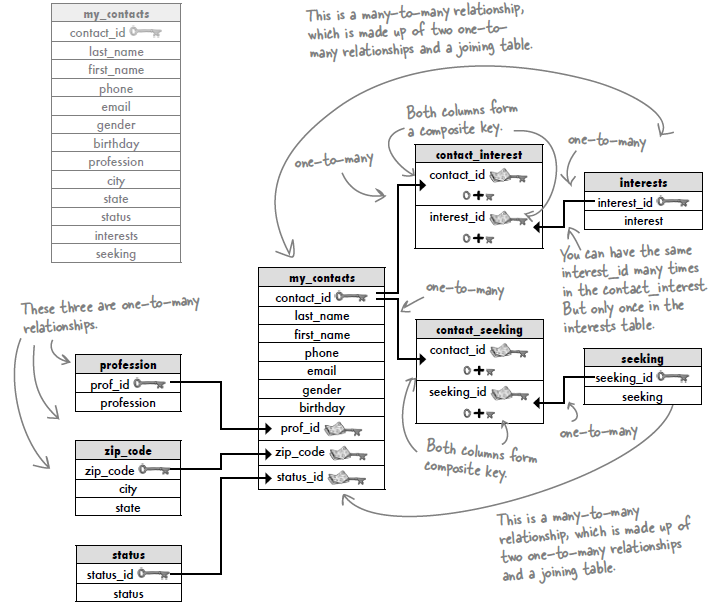 my_contacts
contact_id
last_name
first_name
phone
email
gender
birthday
profession
city
state
status
interests
seeking
This is a many-to-many relationship,
which is made up of two one-to-
many relationships and a joining table.
Both columns form
a composite key.
one-to-many
contact_interest
contact_id
interest_id
one-to-many
interests
interest_id
interest
You can have the same
interest_id many times
in the contact_interest.
But only once in the
interests table.
These three are one-to-many
relationships.
profession
prof_id
profession
zip_code
zip_code
city
state
status
status_id
status
my_contacts
contact_id
last_name
first_name
phone
email
gender
birthday
prof_id
zip_code
status_id
one-to-many
contact_seeking
contact_id
seeking_id
seeking
seeking_id
seeking
one-to-many
Both columns form
composite key.
This is a many-to-many
relationship, which is made up of
two one-to-many relationships
and a joining table.